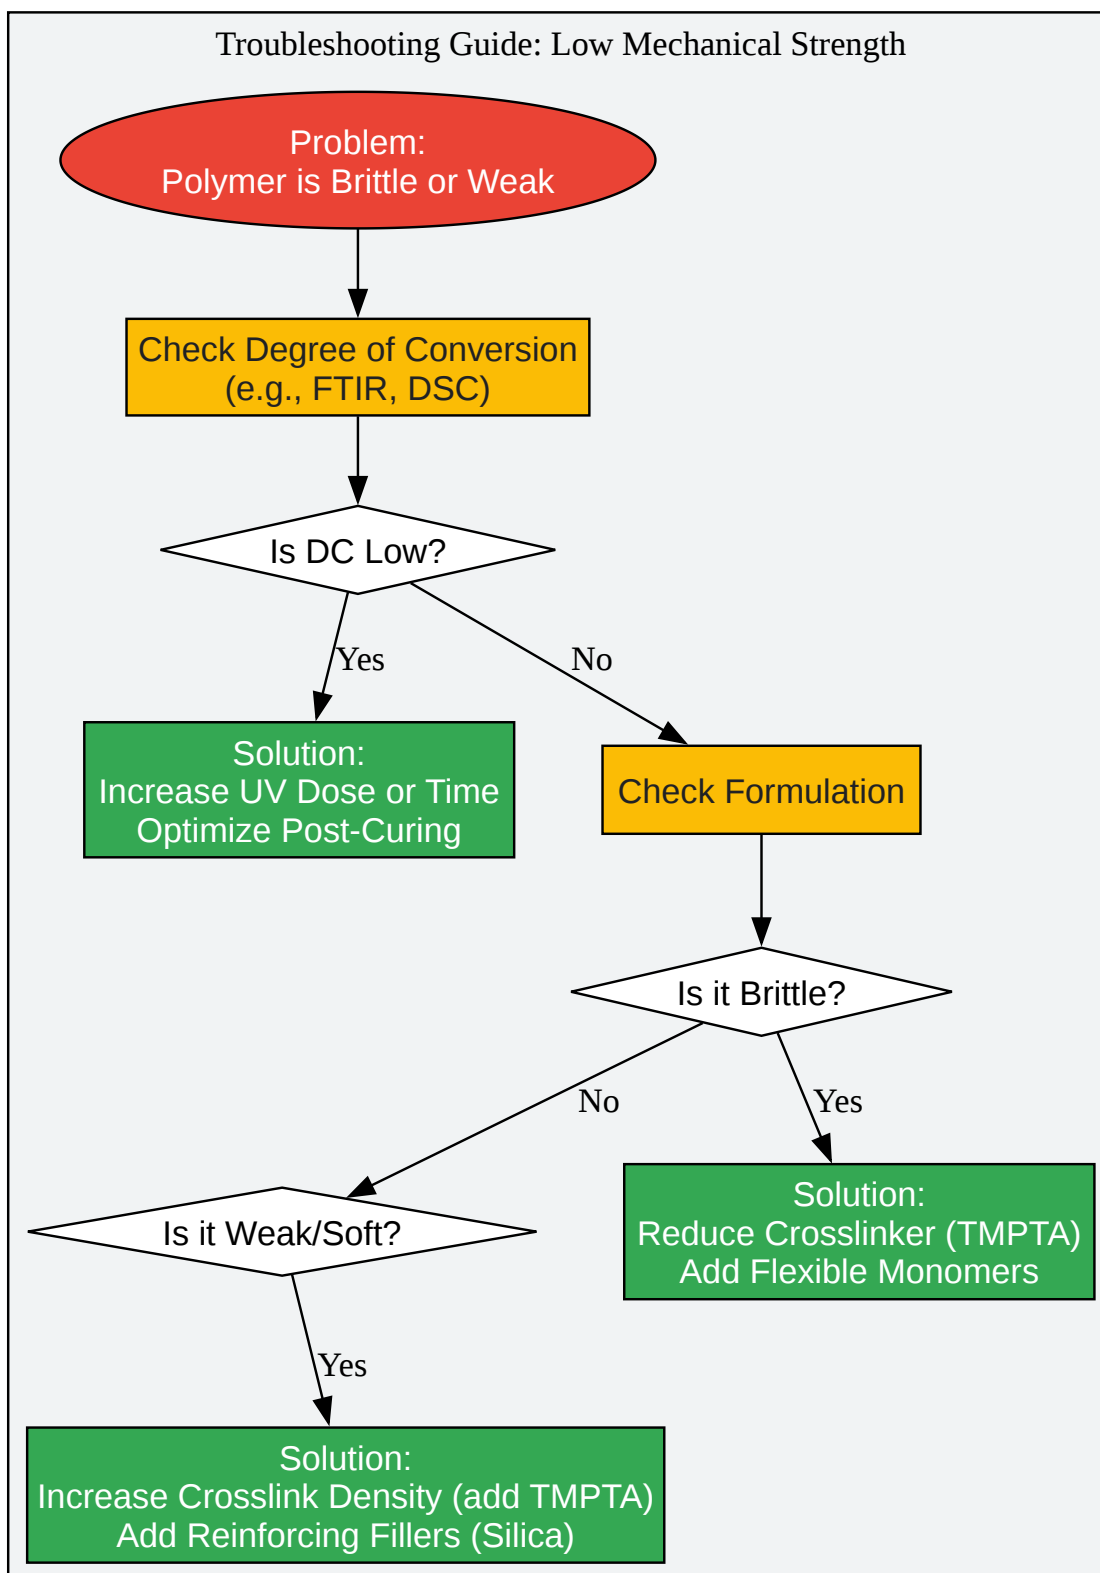 Troubleshooting Guide: Low Mechanical Strength
Problem:
Polymer is Brittle or Weak
Check Degree of Conversion
(e.g., FTIR, DSC)
Is DC Low?
Yes
No
Solution:
Increase UV Dose or Time
Optimize Post-Curing
Check Formulation
Is it Brittle?
No
Yes
Solution:
Reduce Crosslinker (TMPTA)
Add Flexible Monomers
Is it Weak/Soft?
Yes
Solution:
Increase Crosslink Density (add TMPTA)
Add Reinforcing Fillers (Silica)